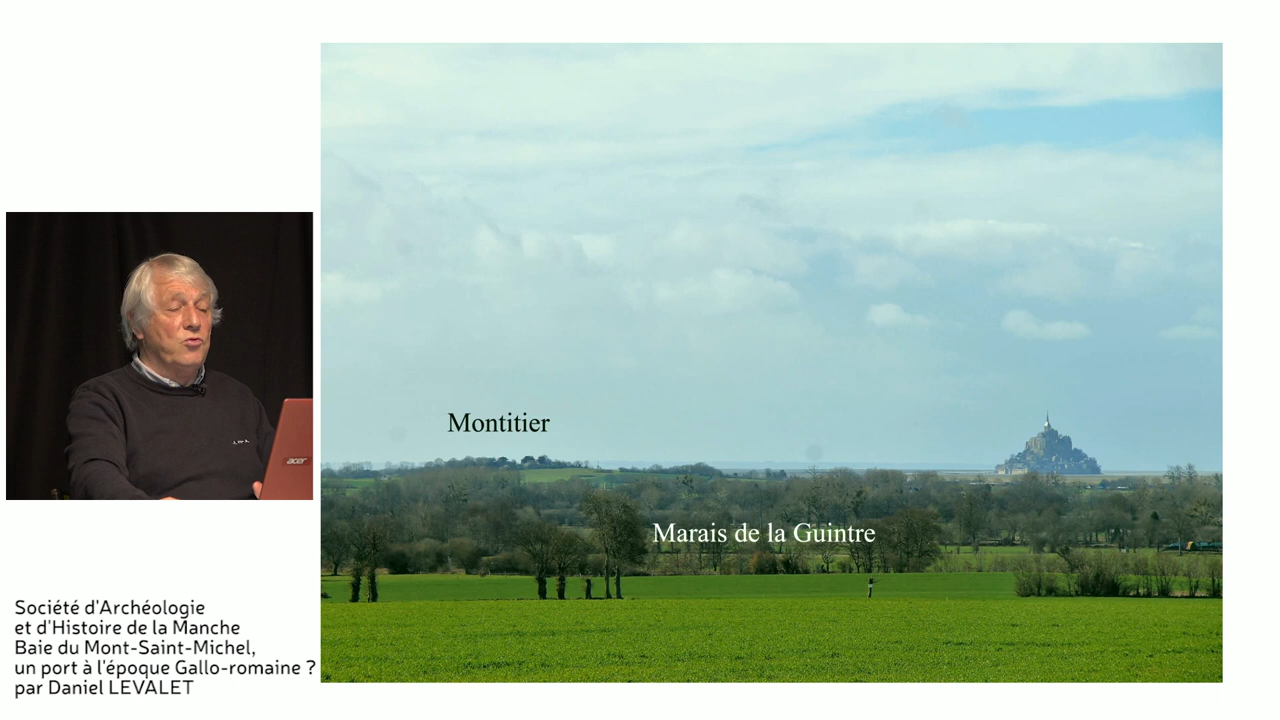 Montitier
Marais de la Guintre
acer
Société d'Archéologie
et d'Histoire de la Manche
Baie du Mont-Saint-Michel,
un port à l'époque Gallo-romaine ?
par Daniel LEVALET